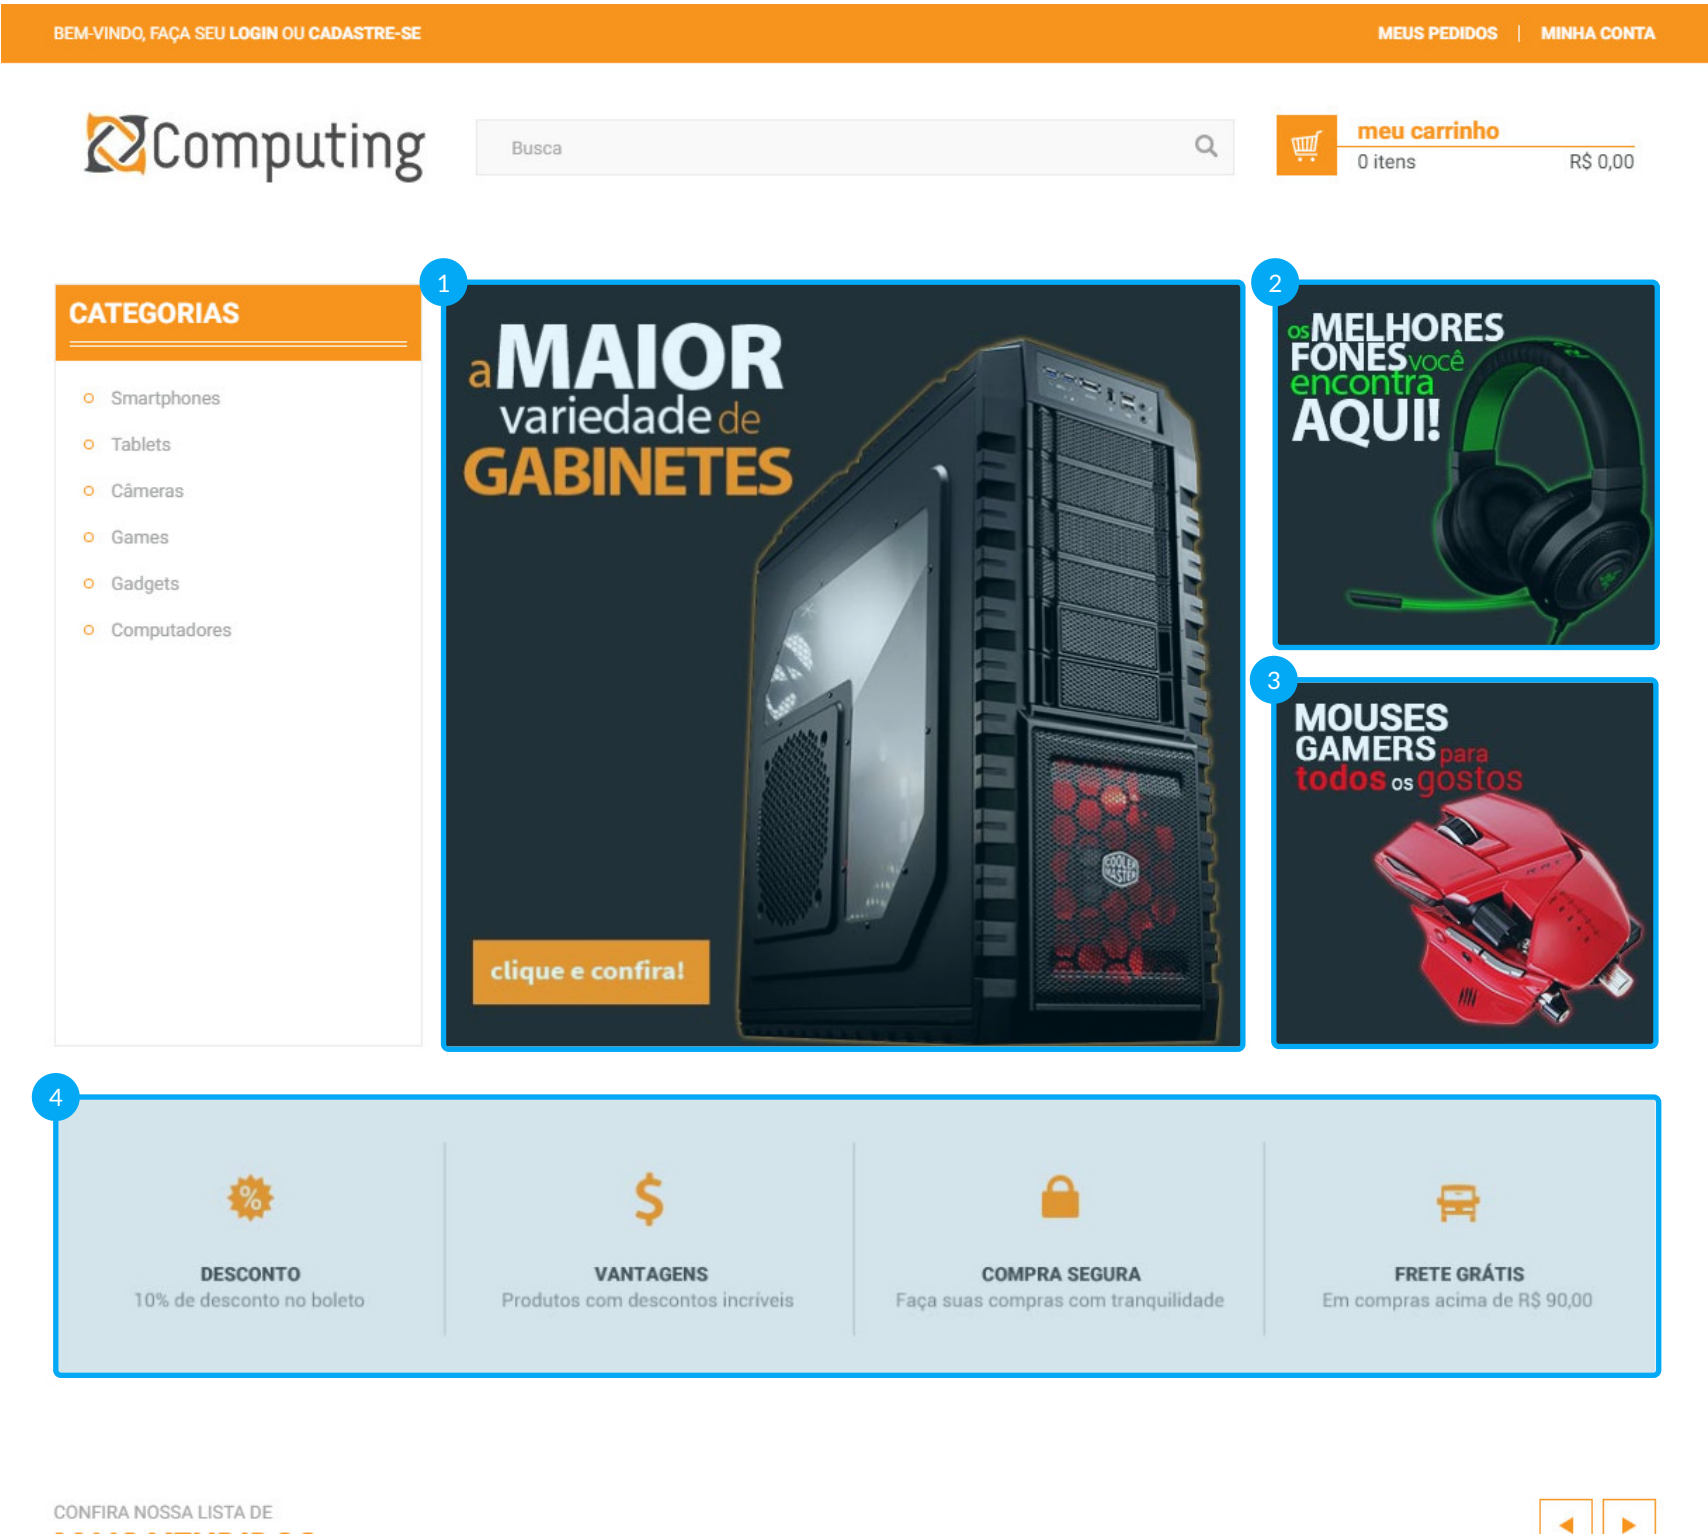 BEM-VINDO, FAÇA SEU LOGIN OU CADASTRE-SE
MEUS PEDIDOS
MINHA CONTA
Computing
Busca
meu carrinho
0 itens
R$ 0,00
CATEGORIAS
Smartphones
Tablets
Câmeras
Games
Gadgets
Computadores
1
a MAIOR
variedade de
GABINETES
COOLER
MASTER
clique e confira!
2
os MELHORES
FONES você
encontra
AQUI!
3
MOUSES
GAMERS para
todos os gostos
4
%
$
DESCONTO
10% de desconto no boleto
VANTAGENS
Produtos com descontos incríveis
COMPRA SEGURA
Faça suas compras com tranquilidade
FRETE GRÁTIS
Em compras acima de R$ 90,00
CONFIRA NOSSA LISTA DE